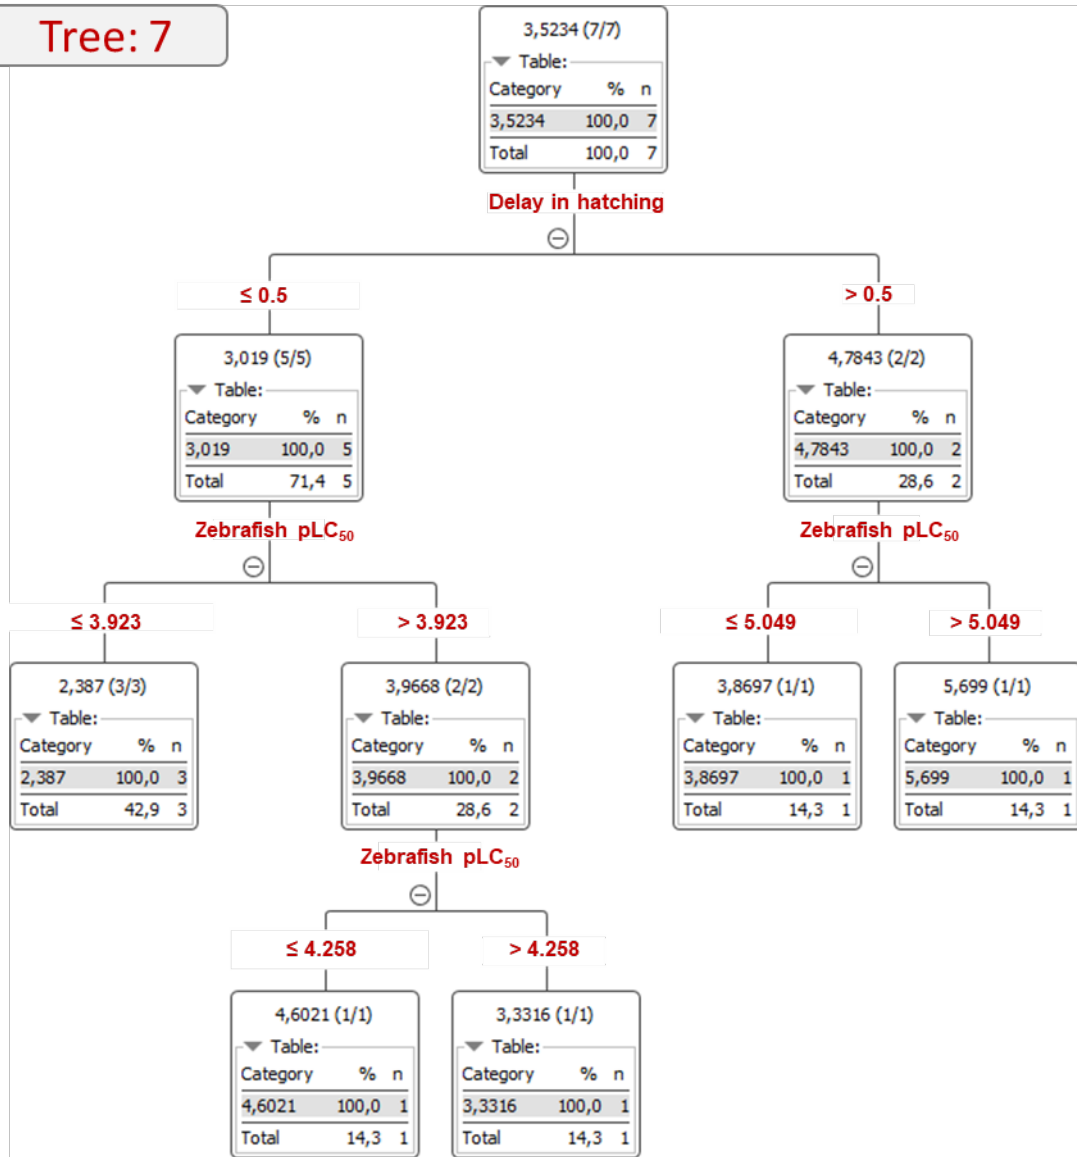 Tree: 7
3,5234 (7/7)
Table:
Category % n
3,5234 100,0 7
Total 100,0 7
Delay in hatching
≤ 0.5
> 0.5
3,019 (5/5)
Table:
Category % n
3,019 100,0 5
Total 71,4 5
4,7843 (2/2)
Table:
Category % n
4,7843 100,0 2
Total 28,6 2
Zebrafish pLC₅₀
Zebrafish pLC₅₀
≤ 3.923
> 3.923
≤ 5.049
> 5.049
2,387 (3/3)
Table:
Category % n
2,387 100,0 3
Total 42,9 3
3,9668 (2/2)
Table:
Category % n
3,9668 100,0 2
Total 28,6 2
3,8697 (1/1)
Table:
Category % n
3,8697 100,0 1
Total 14,3 1
5,699 (1/1)
Table:
Category % n
5,699 100,0 1
Total 14,3 1
Zebrafish pLC₅₀
≤ 4.258
> 4.258
4,6021 (1/1)
Table:
Category % n
4,6021 100,0 1
Total 14,3 1
3,3316 (1/1)
Table:
Category % n
3,3316 100,0 1
Total 14,3 1